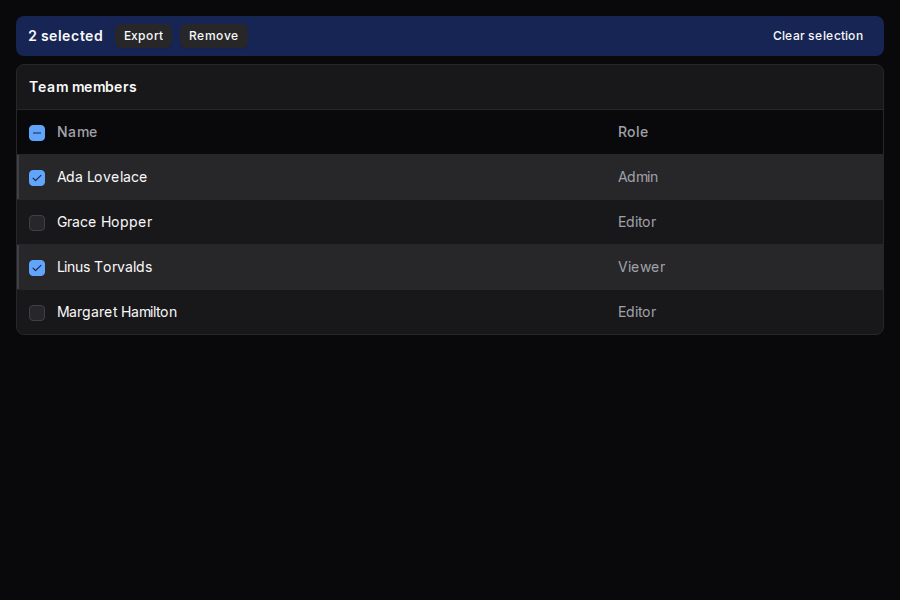 2 selected Export Remove Clear selection
Team members
Name Role
Ada Lovelace Admin
Grace Hopper Editor
Linus Torvalds Viewer
Margaret Hamilton Editor